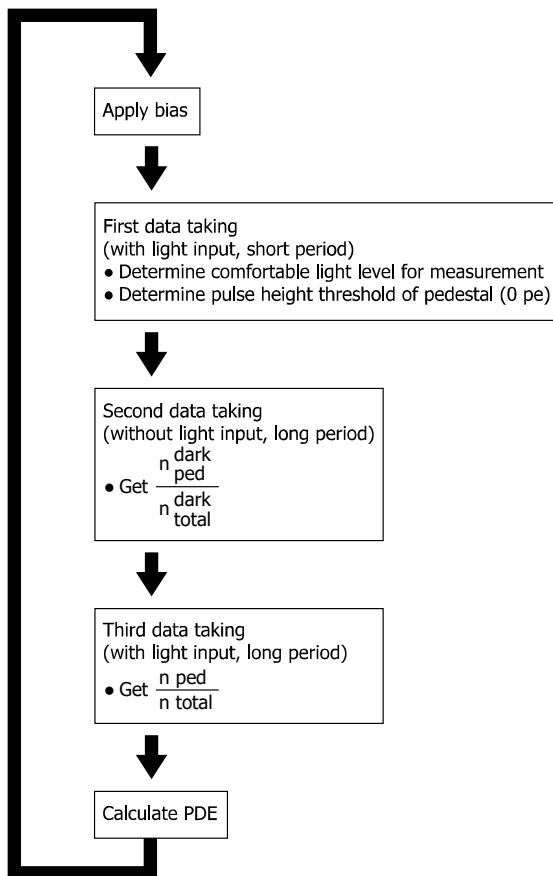 Apply bias
First data taking
(with light input, short period)
● Determine comfortable light level for measurement
● Determine pulse height threshold of pedestal (0 pe)
Second data taking
(without light input, long period)
● Get n dark ped
n dark total
Third data taking
(with light input, long period)
● Get n ped
n total
Calculate PDE